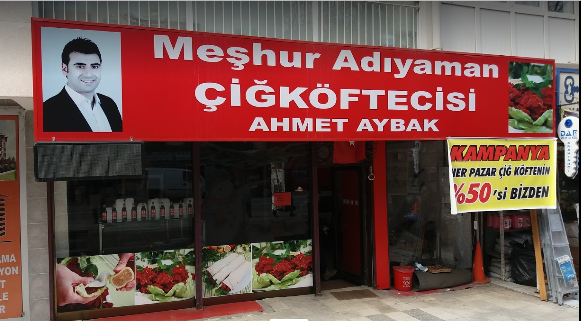 Meşhur Adıyaman
ÇİĞKÖFTECİSİ
AHMET AYBAK
KAMPANYA
HER PAZAR ÇİĞ KÖFTENİN
%50'si BİZDEN